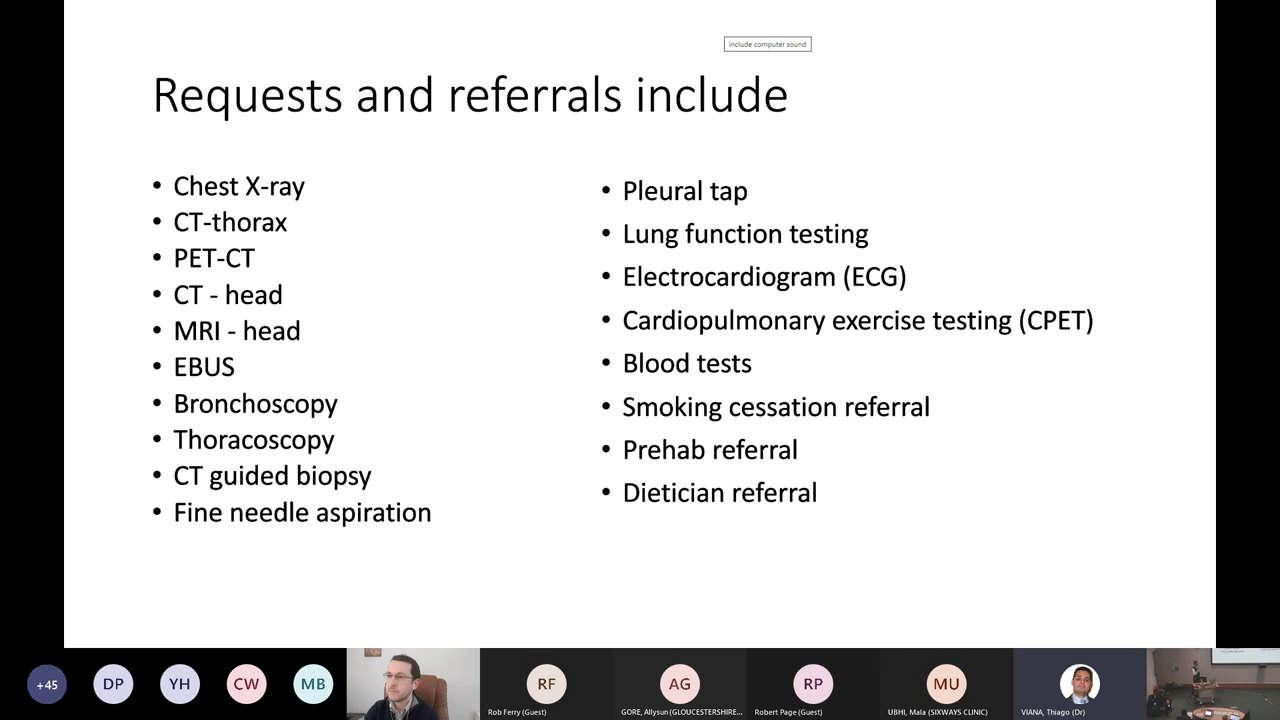 Include computer sound
Requests and referrals include
• Chest X-ray
• CT-thorax
• PET-CT
• CT - head
• MRI - head
• EBUS
• Bronchoscopy
• Thoracoscopy
• CT guided biopsy
• Fine needle aspiration
• Pleural tap
• Lung function testing
• Electrocardiogram (ECG)
• Cardiopulmonary exercise testing (CPET)
• Blood tests
• Smoking cessation referral
• Prehab referral
• Dietician referral
+45
DP
YH
CW
MB
RF
Rob Ferry (Guest)
AG
GORE, Allysun (GLOUCESTERSHIRE...
RP
Robert Page (Guest)
MU
UBHI, Mala (SIXWAYS CLINIC)
VIANA, Thiago (Dr)